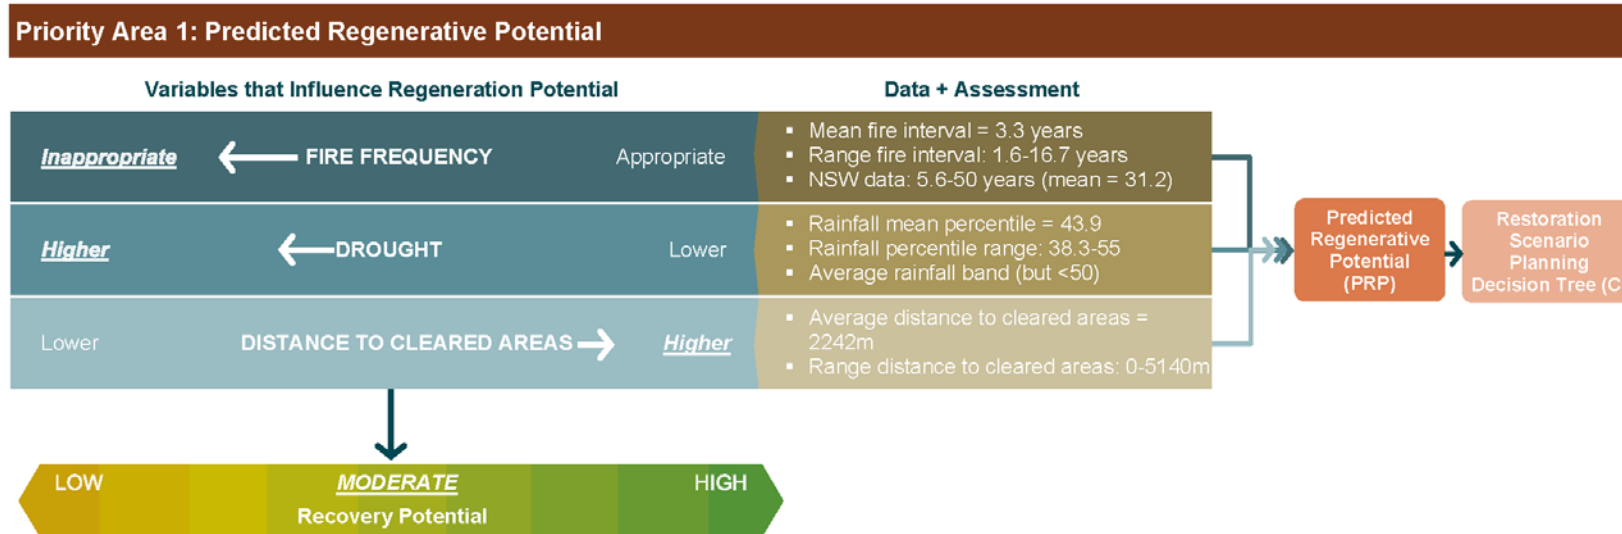 Priority Area 1: Predicted Regenerative Potential
Variables that Influence Regeneration Potential
Data + Assessment
Inappropriate
FIRE FREQUENCY
Appropriate
▪ Mean fire interval = 3.3 years
▪ Range fire interval: 1.6-16.7 years
▪ NSW data: 5.6-50 years (mean = 31.2)
Higher
DROUGHT
Lower
▪ Rainfall mean percentile = 43.9
▪ Rainfall percentile range: 38.3-55
▪ Average rainfall band (but <50)
Lower
DISTANCE TO CLEARED AREAS
Higher
▪ Average distance to cleared areas =
2242m
▪ Range distance to cleared areas: 0-5140m
Predicted
Regenerative
Potential
(PRP)
Restoration
Scenario
Planning
Decision Tree (C
LOW
MODERATE
HIGH
Recovery Potential